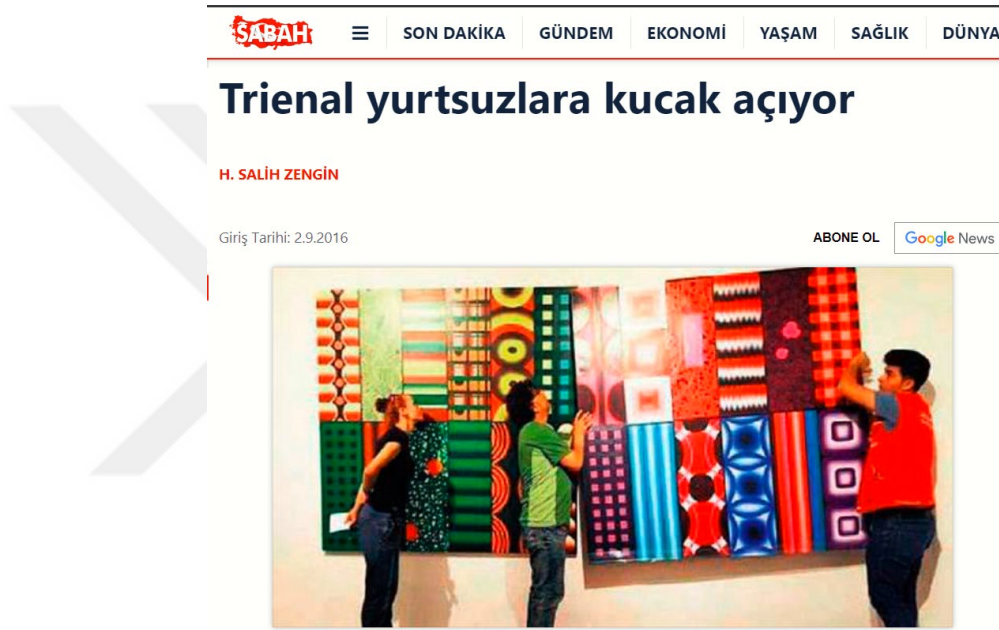 SABAH
SON DAKİKA GÜNDEM EKONOMİ YAŞAM SAĞLIK DÜNYA
Trienal yurtsuzlara kucak açıyor
H. SALİH ZENGİN
Giriş Tarihi: 2.9.2016
ABONE OL Google News